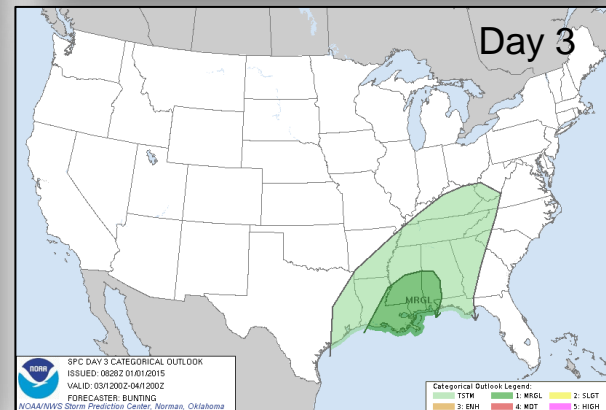 Day 3
MRGL
NOAA
SPC DAY 3 CATEGORICAL OUTLOOK
ISSUED: 0828Z 01/01/2015
VALID: 03/1200Z-04/1200Z
FORECASTER: BUNTING
NOAA/NWS Storm Prediction Center, Norman, Oklahoma
Categorical Outlook Legend:
TSTM 1: MRGL 2: SLGT
3: ENH 4: MDT 5: HIGH